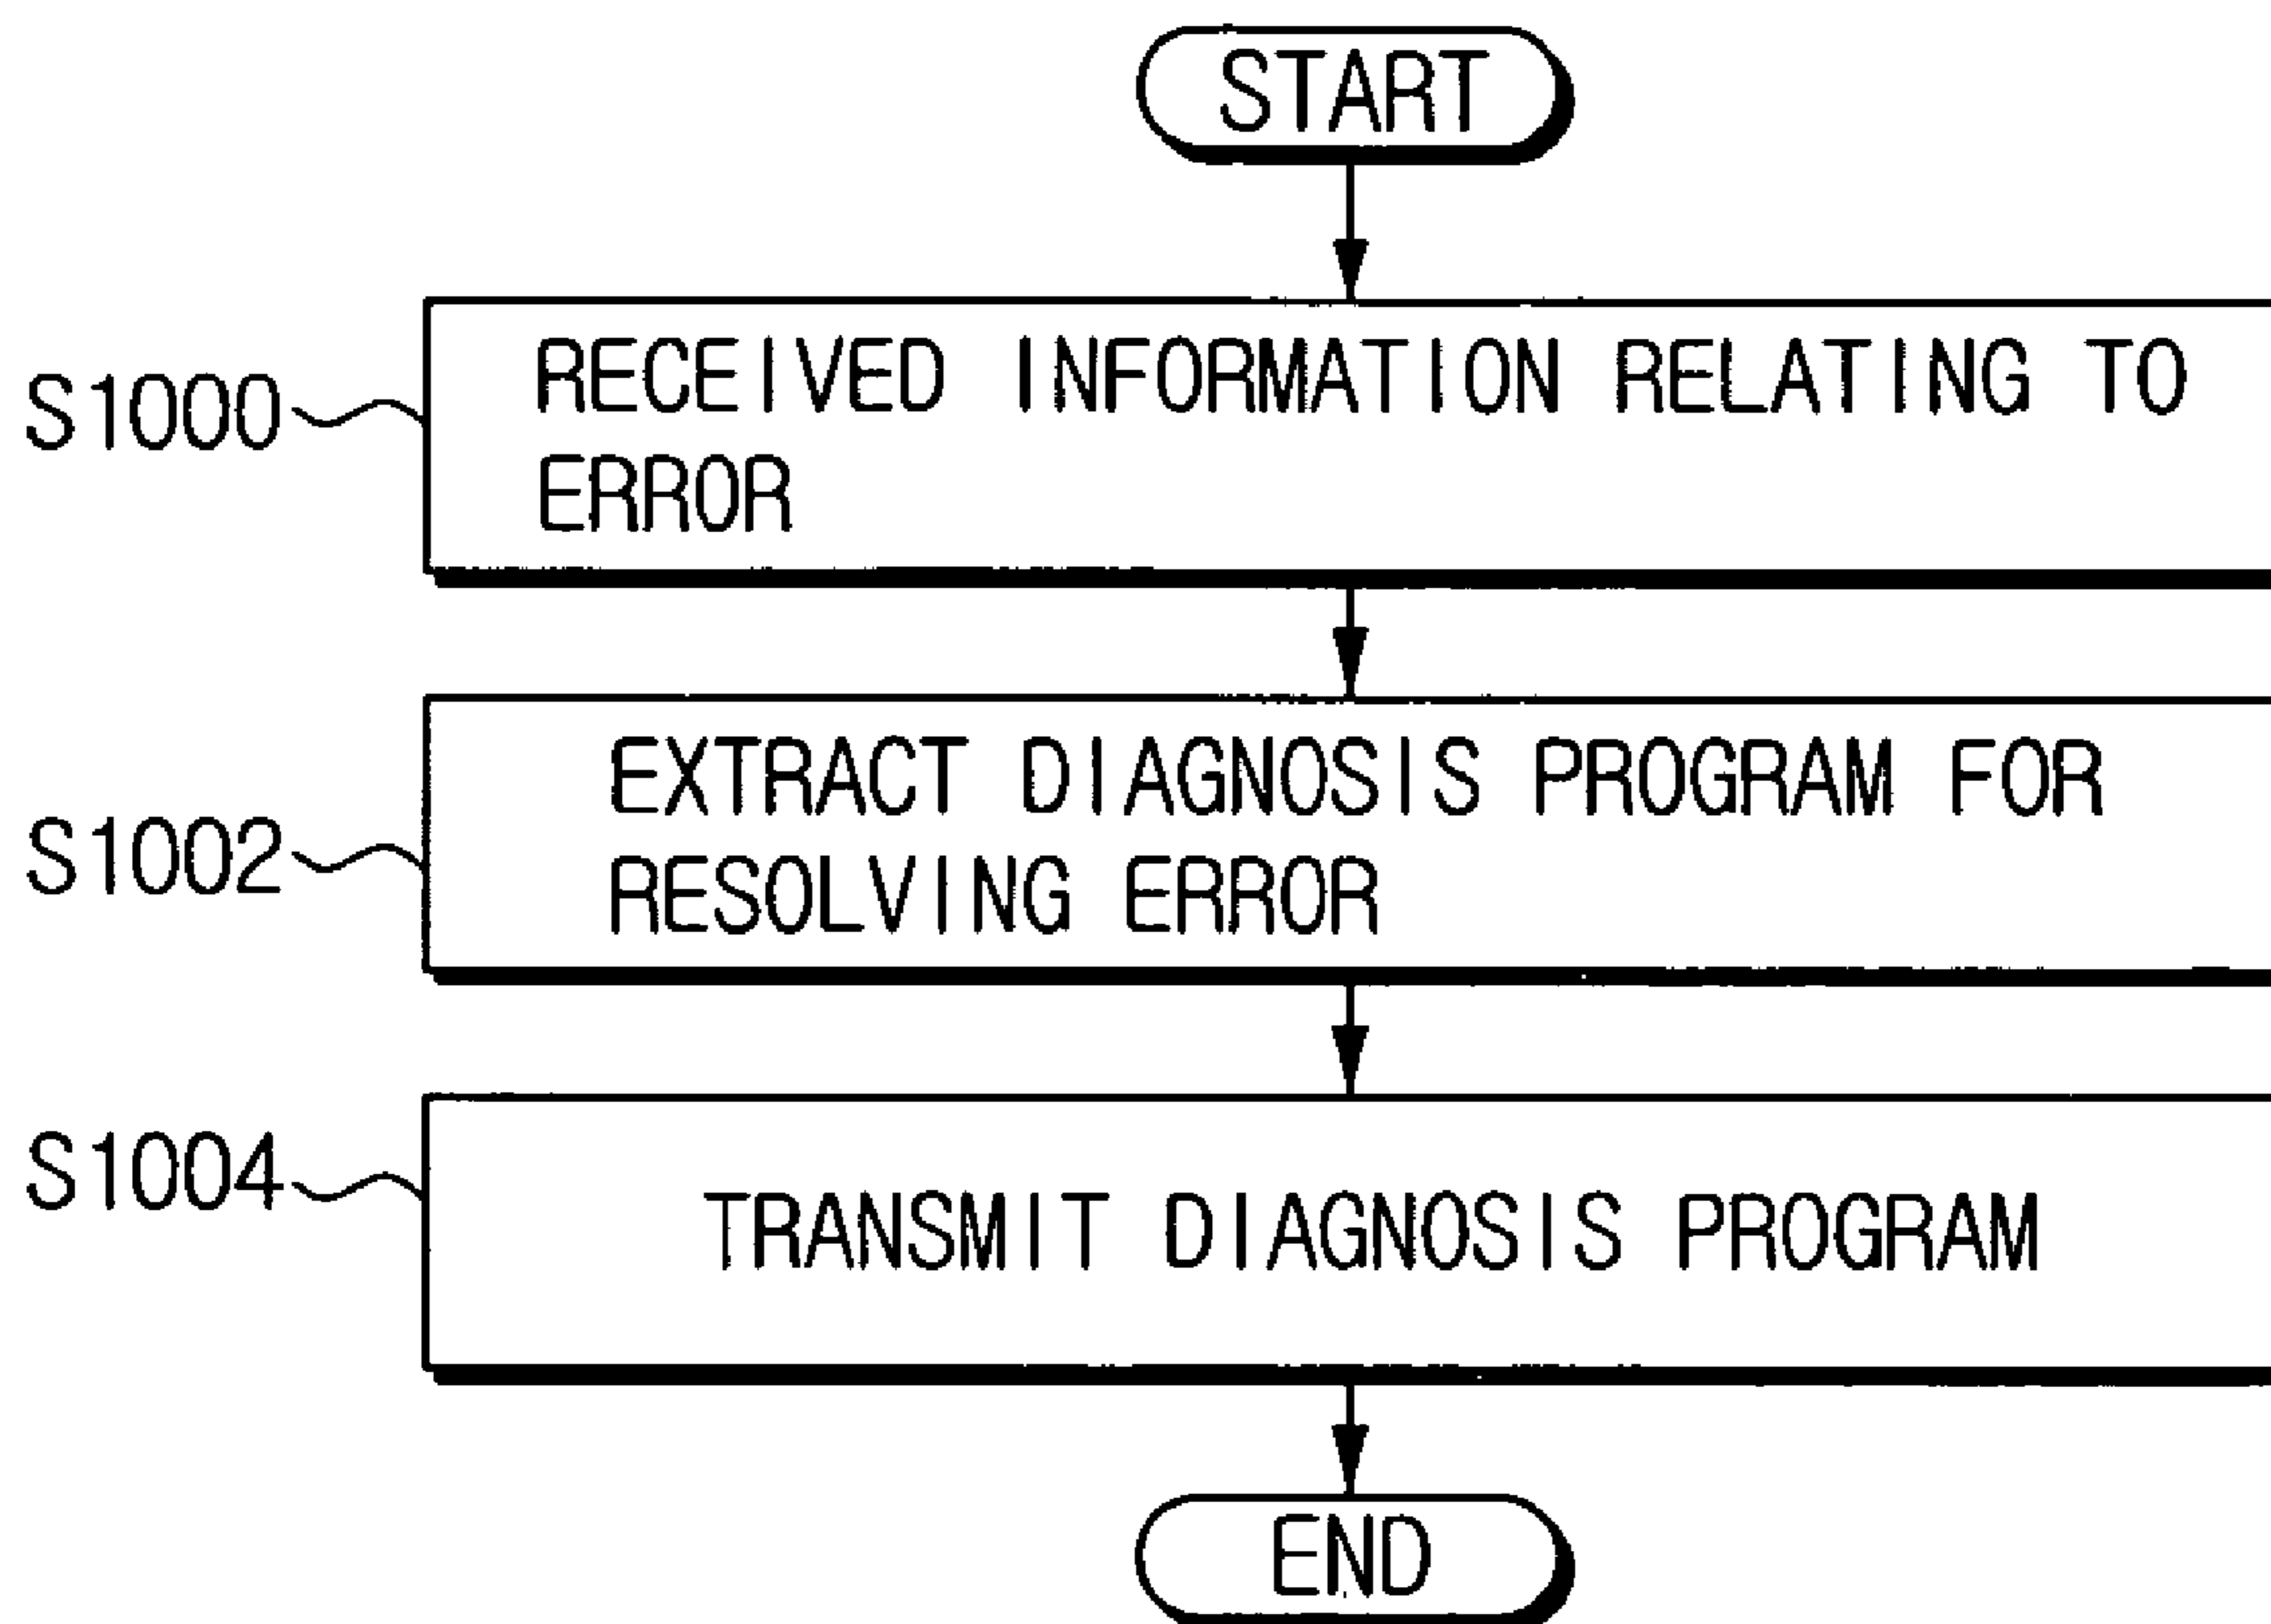 START
S1000
RECEIVED INFORMATION RELATING TO
ERROR
S1002
EXTRACT DIAGNOSIS PROGRAM FOR
RESOLVING ERROR
S1004
TRANSMIT DIAGNOSIS PROGRAM
END